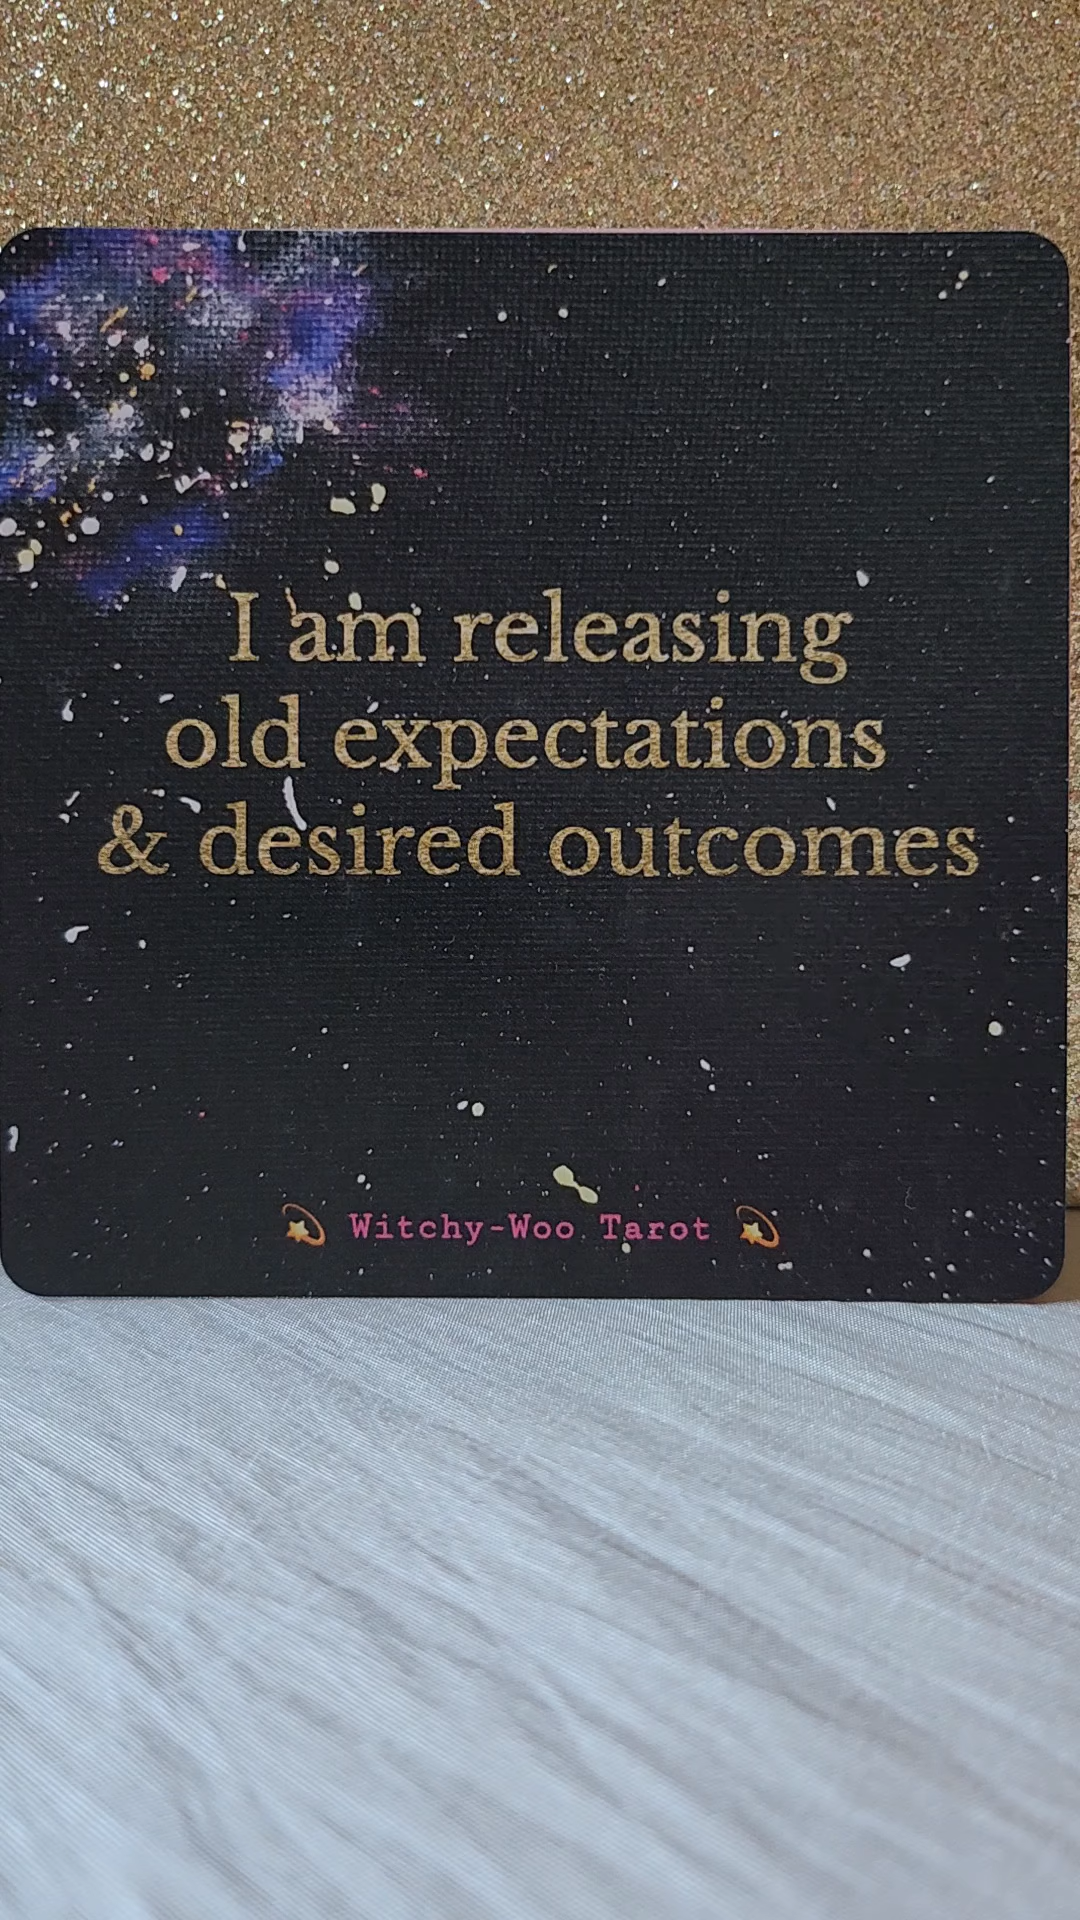 I am releasing
old expectations
& desired outcomes
💫 Witchy-Woo Tarot 💫